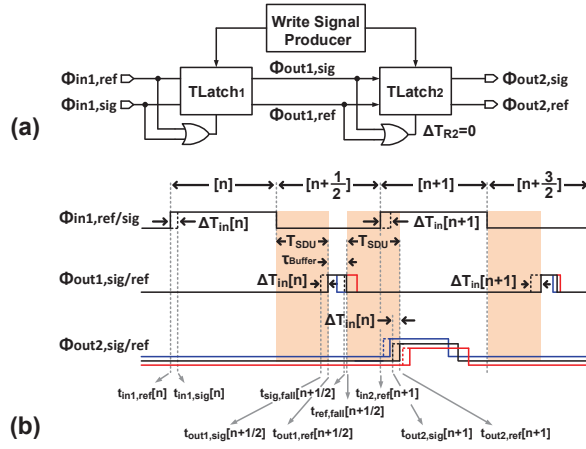 Write Signal
Producer
Φin1,ref
Φin1,sig
TLatch1
Φout1,sig
Φout1,ref
TLatch2
Φout2,sig
Φout2,ref
ΔTR2=0
(a)
[n] [n+1/2] [n+1] [n+3/2]
Φin1,ref/sig
ΔTin[n] ΔTin[n+1]
TSDU TSDU
τBuffer
Φout1,sig/ref
ΔTin[n] ΔTin[n+1]
ΔTin[n]
Φout2,sig/ref
tin1,ref[n] tin1,sig[n] tsig,fall[n+1/2] tin2,ref[n+1]
tref,fall[n+1/2]
tout1,sig[n+1/2] tout1,ref[n+1/2] tout2,sig[n+1] tout2,ref[n+1]
(b)